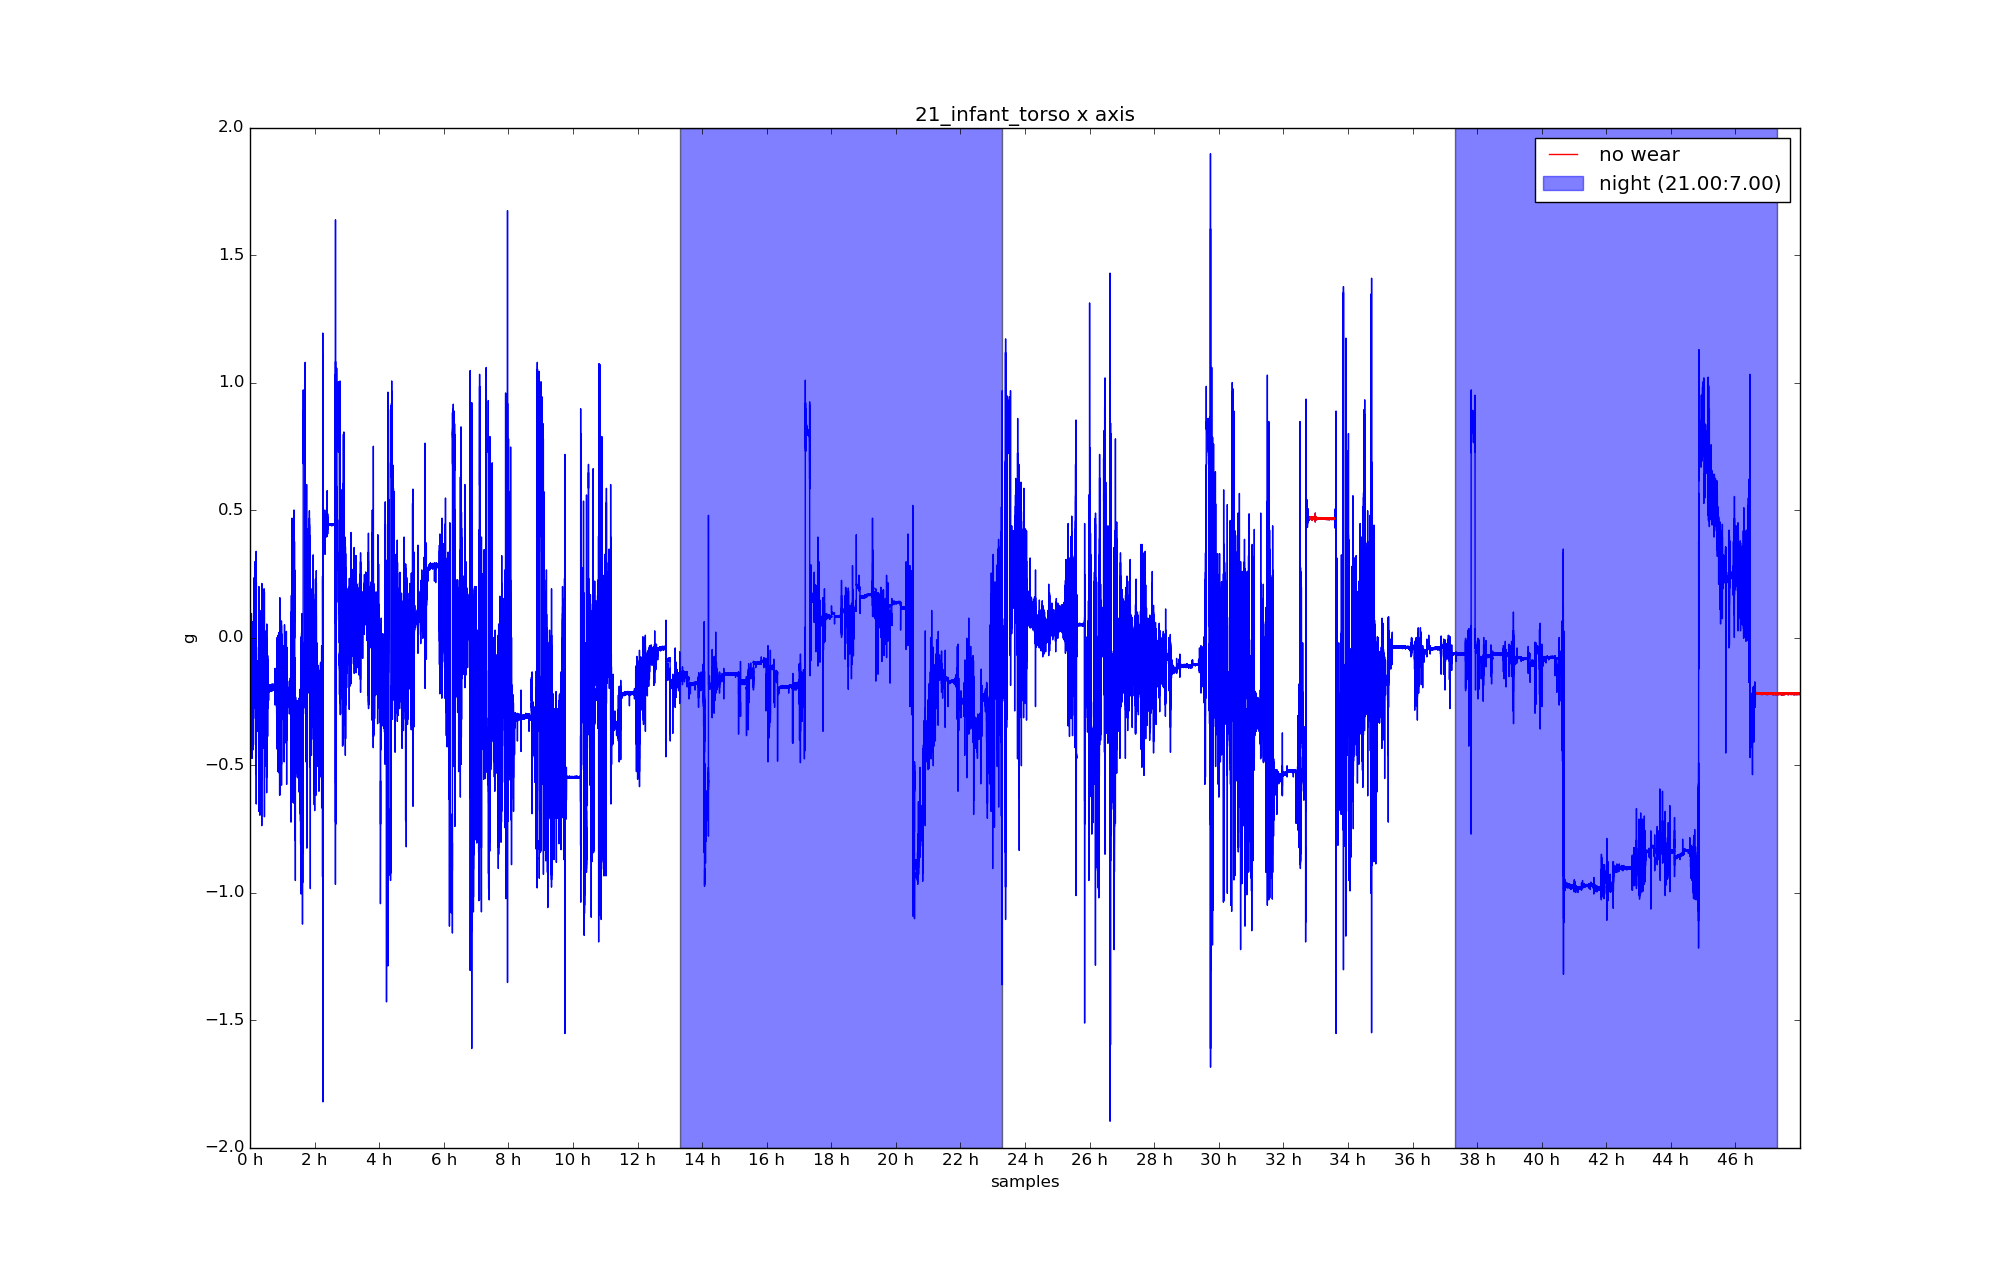 21_infant_torso x axis
no wear
night (21.00:7.00)
2.0
1.5
1.0
0.5
0.0
−0.5
−1.0
−1.5
−2.0
g
0 h 2 h 4 h 6 h 8 h 10 h 12 h 14 h 16 h 18 h 20 h 22 h 24 h 26 h 28 h 30 h 32 h 34 h 36 h 38 h 40 h 42 h 44 h 46 h
samples